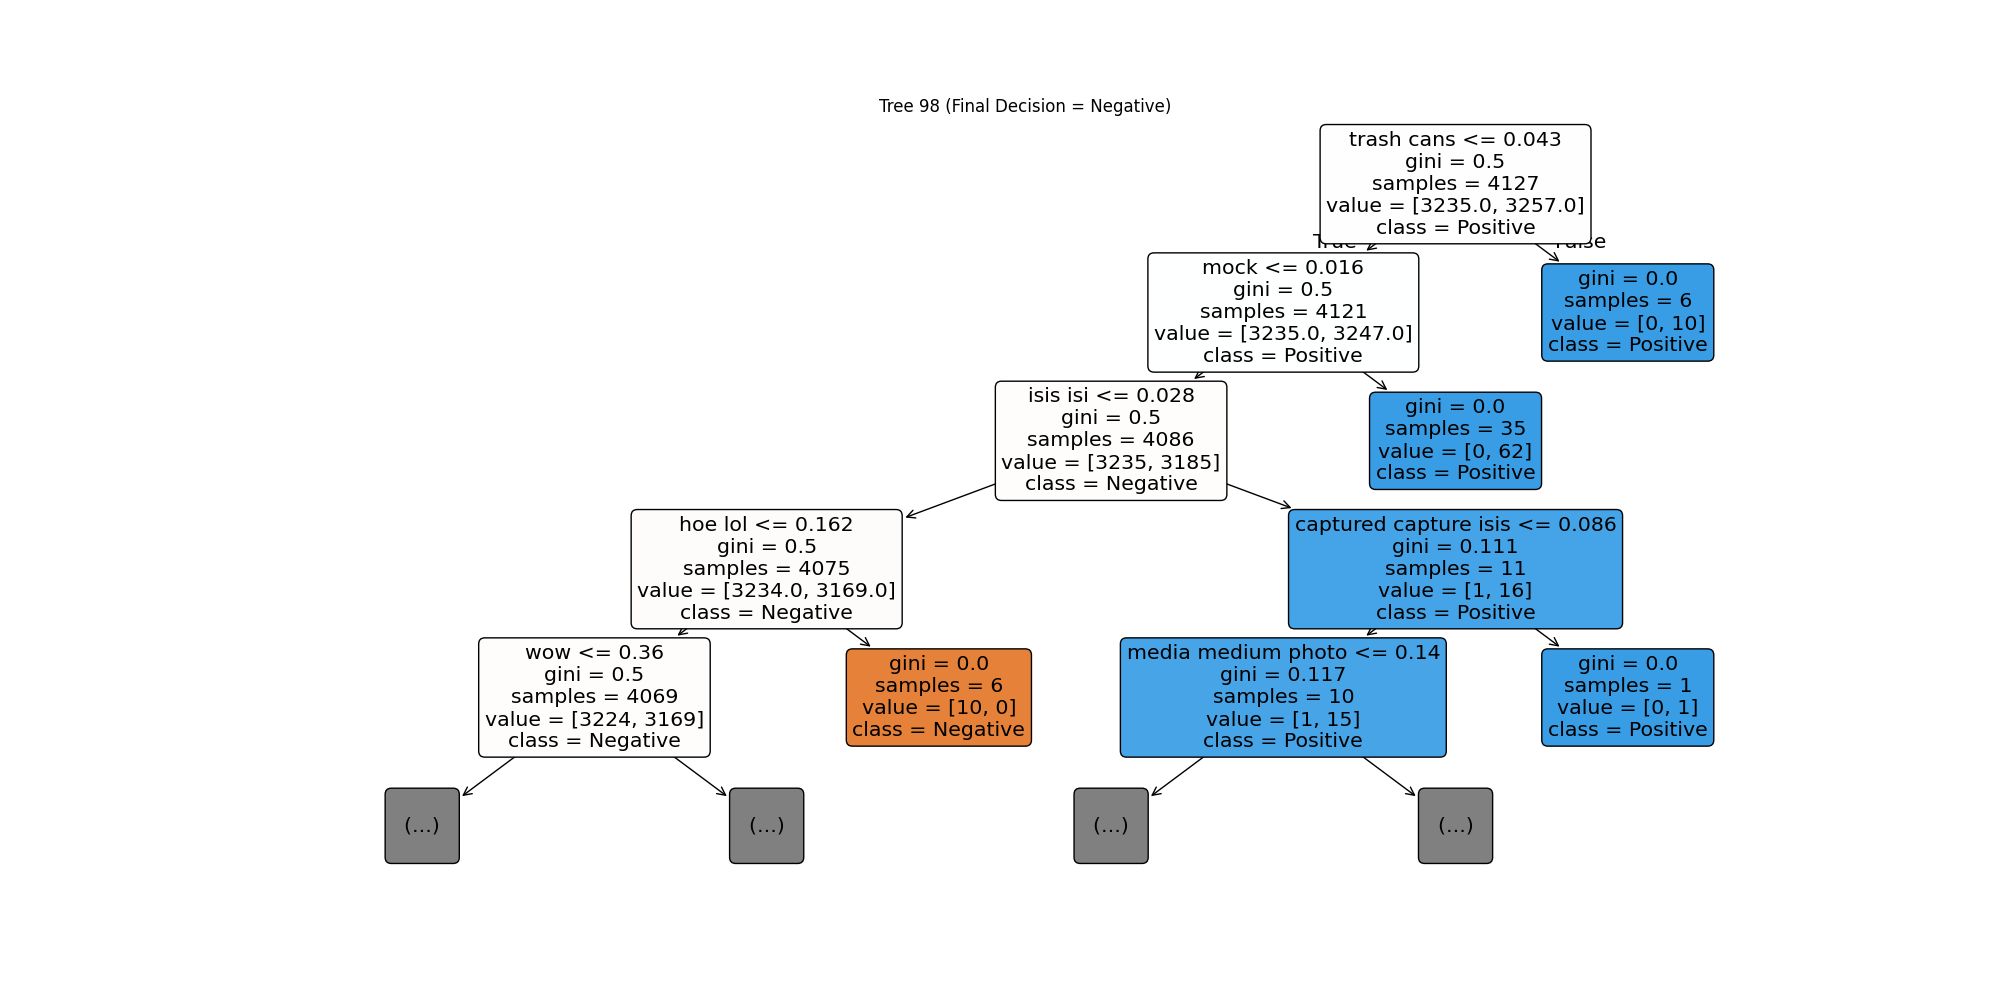 Tree 98 (Final Decision = Negative)
trash cans <= 0.043
gini = 0.5
samples = 4127
value = [3235.0, 3257.0]
class = Positive
True
False
mock <= 0.016
gini = 0.5
samples = 4121
value = [3235.0, 3247.0]
class = Positive
gini = 0.0
samples = 6
value = [0, 10]
class = Positive
isis isi <= 0.028
gini = 0.5
samples = 4086
value = [3235, 3185]
class = Negative
gini = 0.0
samples = 35
value = [0, 62]
class = Positive
hoe lol <= 0.162
gini = 0.5
samples = 4075
value = [3234.0, 3169.0]
class = Negative
captured capture isis <= 0.086
gini = 0.111
samples = 11
value = [1, 16]
class = Positive
wow <= 0.36
gini = 0.5
samples = 4069
value = [3224, 3169]
class = Negative
gini = 0.0
samples = 6
value = [10, 0]
class = Negative
media medium photo <= 0.14
gini = 0.117
samples = 10
value = [1, 15]
class = Positive
gini = 0.0
samples = 1
value = [0, 1]
class = Positive
(...)
(...)
(...)
(...)